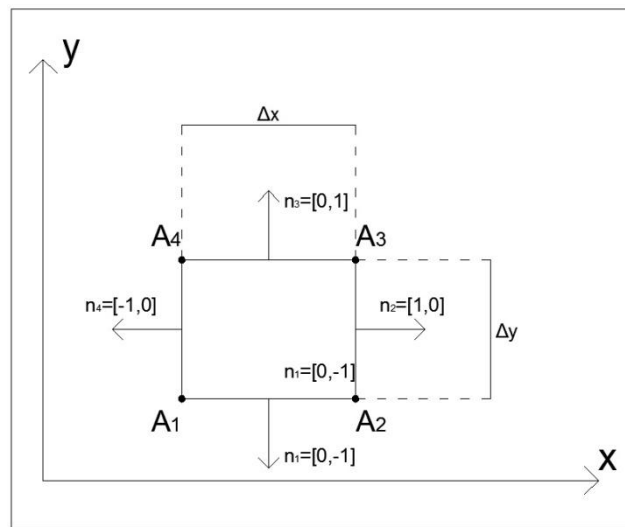 y
Δx
n₃=[0,1]
A₄
A₃
n₄=[-1,0]
n₂=[1,0]
Δy
n₁=[0,-1]
A₁
A₂
n₁=[0,-1]
x